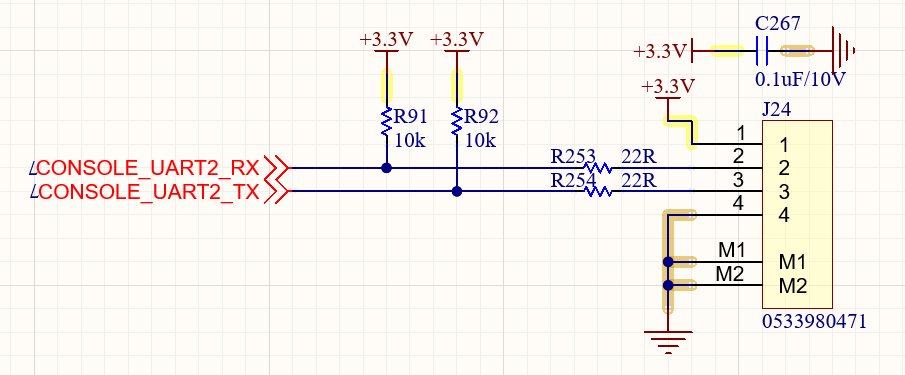 C267
+3.3V +3.3V
+3.3V
0.1uF/10V
+3.3V
R91 R92
10k 10k
J24
1 1
CONSOLE_UART2_RX R253 22R 2 2
CONSOLE_UART2_TX R254 22R 3 3
4 4
M1 M1
M2 M2
0533980471